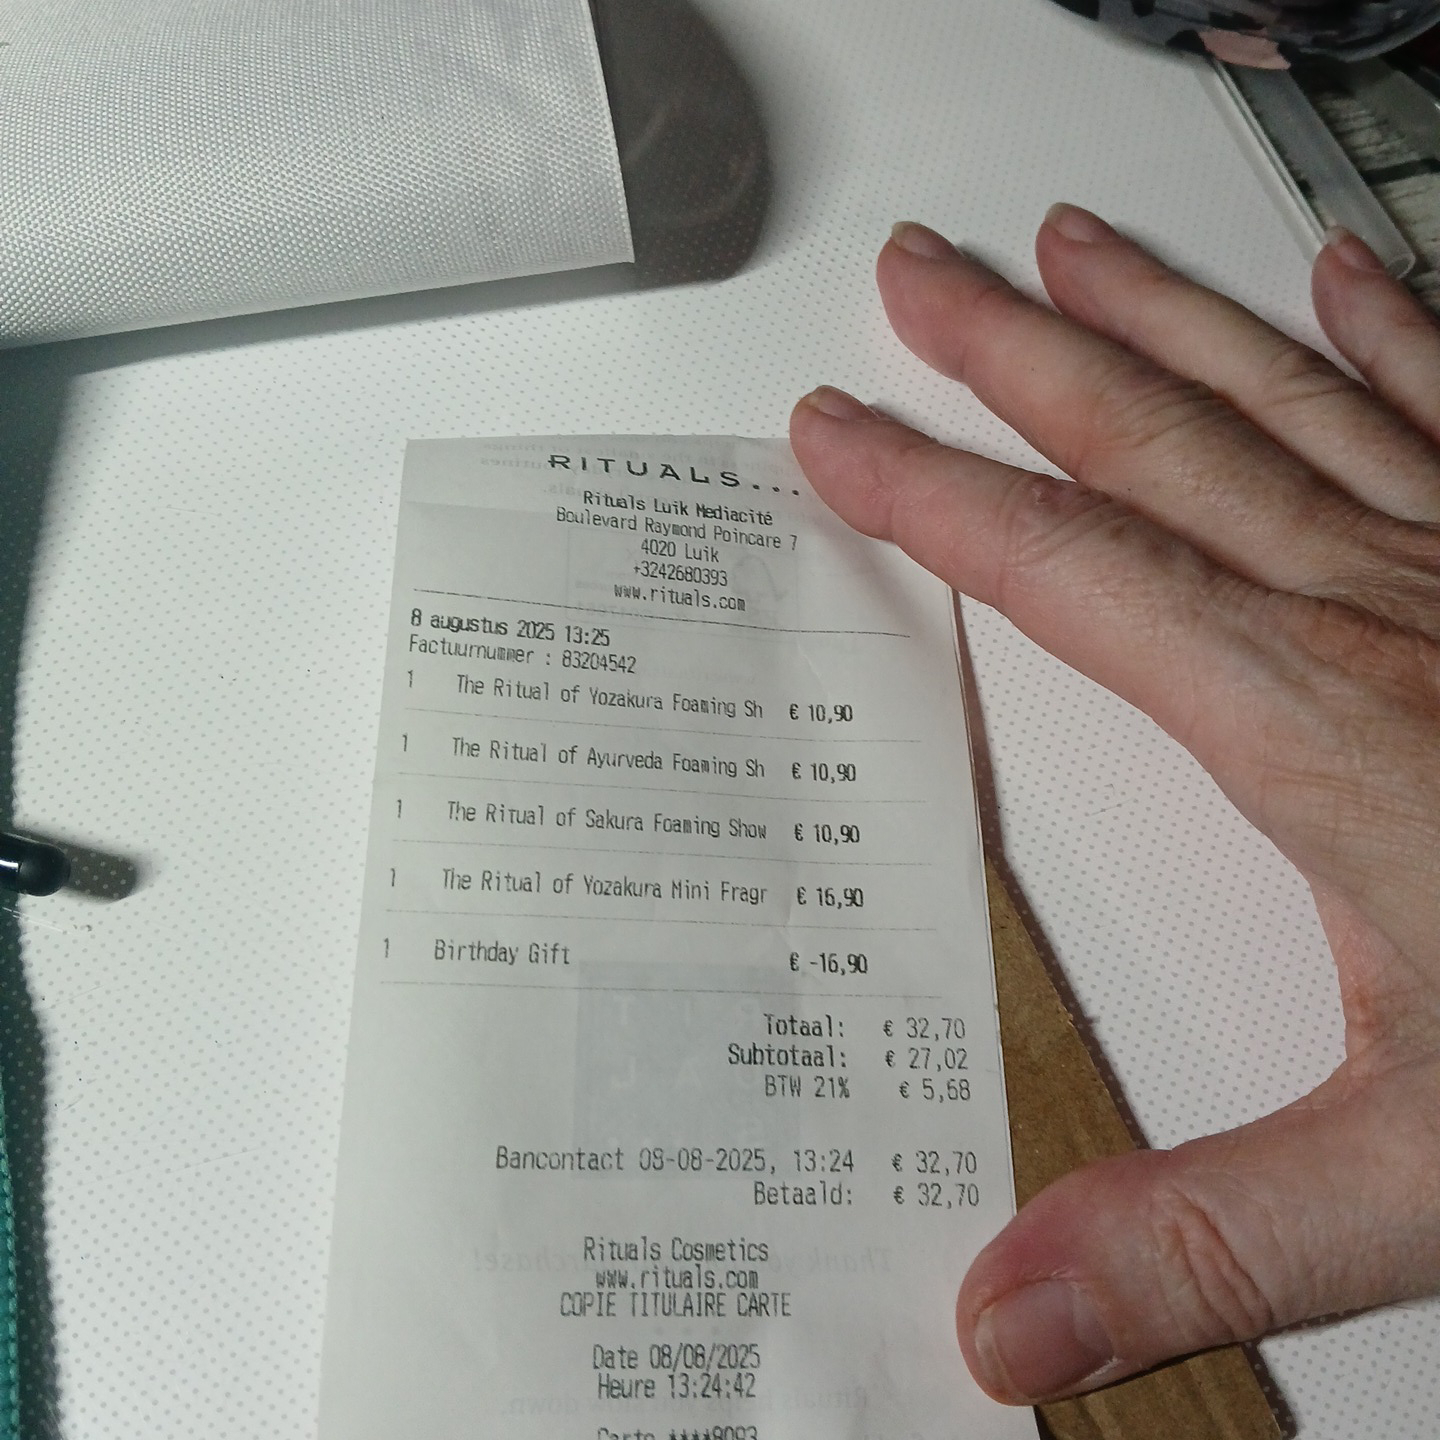 RITUALS...
Rituals Luik Mediacité
Boulevard Raymond Poincare 7
4020 Luik
+3242680393
www.rituals.com
8 augustus 2025 13:25
Factuurnummer : 83204542
1 The Ritual of Yozakura Foaming Sh € 10,90
1 The Ritual of Ayurveda Foaming Sh € 10,90
1 The Ritual of Sakura Foaming Show € 10,90
1 The Ritual of Yozakura Mini Fragr € 16,90
1 Birthday Gift € -16,90
Totaal: € 32,70
Subtotaal: € 27,02
BTW 21% € 5,68
Bancontact 08-08-2025, 13:24 € 32,70
Betaald: € 32,70
Rituals Cosmetics
www.rituals.com
COPIE TITULAIRE CARTE
Date 08/08/2025
Heure 13:24:42
Carte ****8093